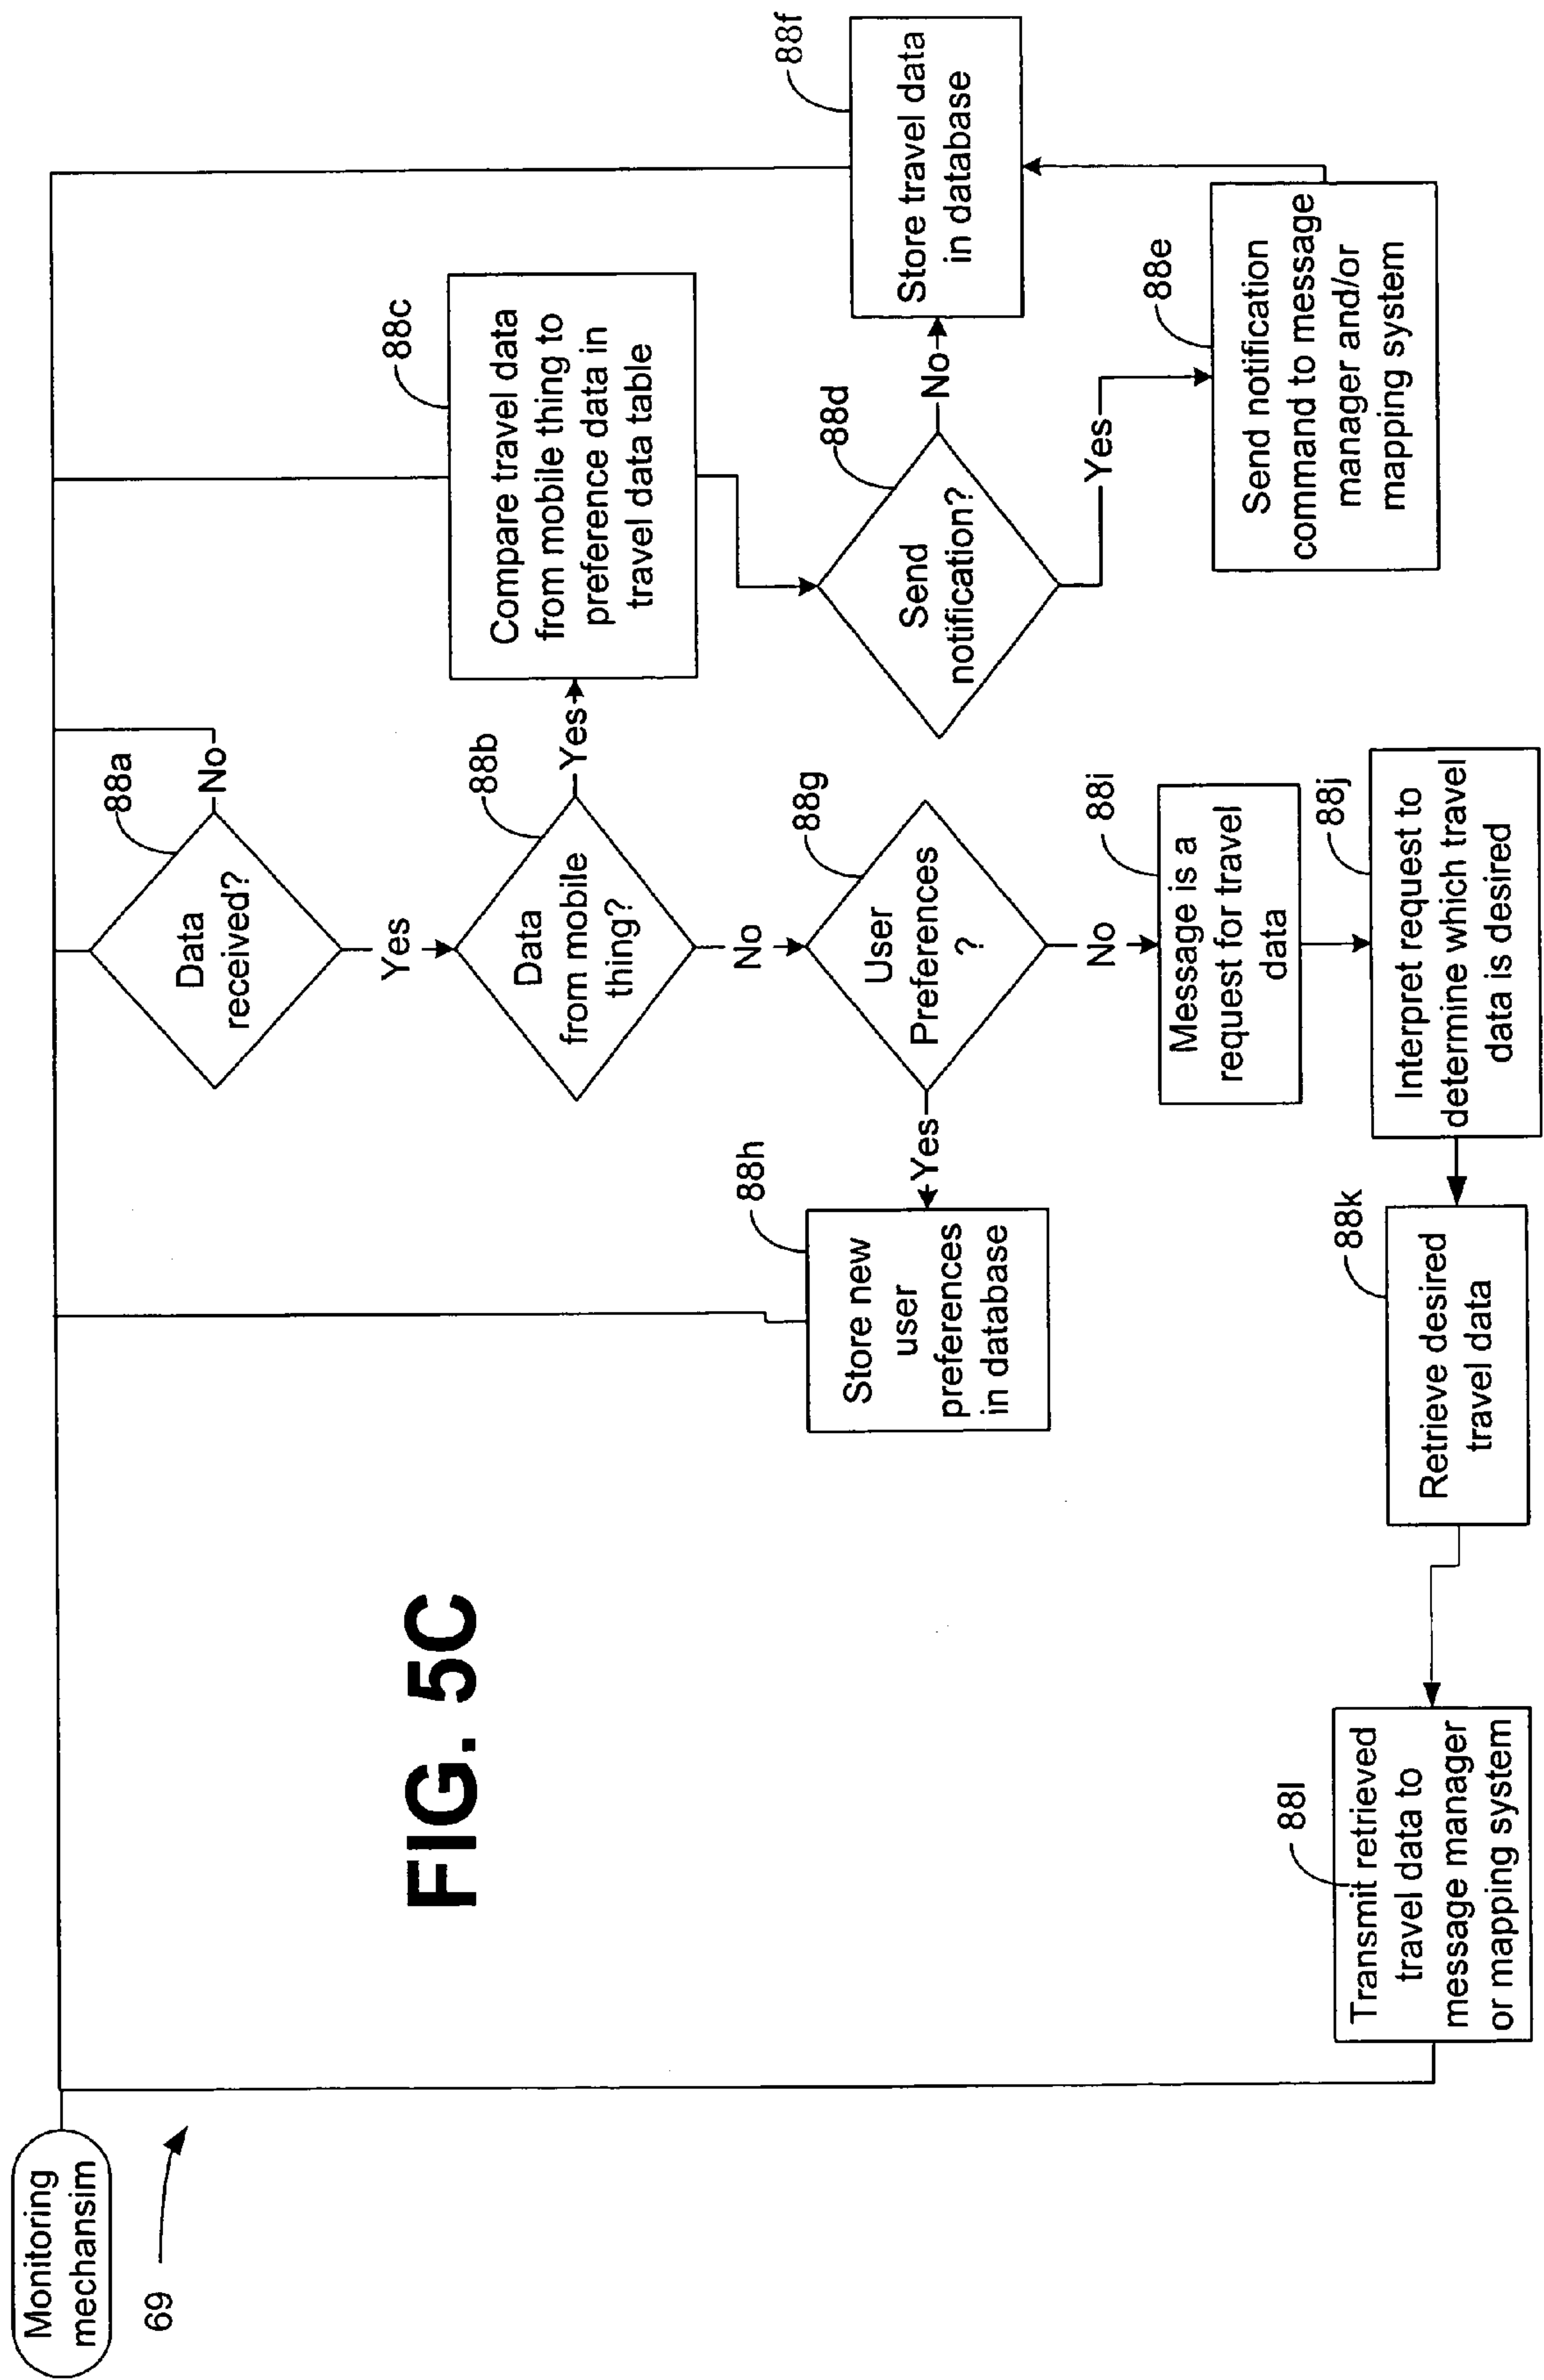 Monitoring
mechansim
69
88a
Data
received?
No
Yes
88b
Data
from mobile
thing?
Yes
No
88c
Compare travel data
from mobile thing to
preference data in
travel data table
88d
Send
notification?
No
Yes
88e
Send notification
command to message
manager and/or
mapping system
88f
Store travel data
in database
88g
User
Preferences
?
Yes
No
88h
Store new
user
preferences
in database
88i
Message is a
request for travel
data
88j
Interpret request to
determine which travel
data is desired
88k
Retrieve desired
travel data
88l
Transmit retrieved
travel data to
message manager
or mapping system
FIG. 5C